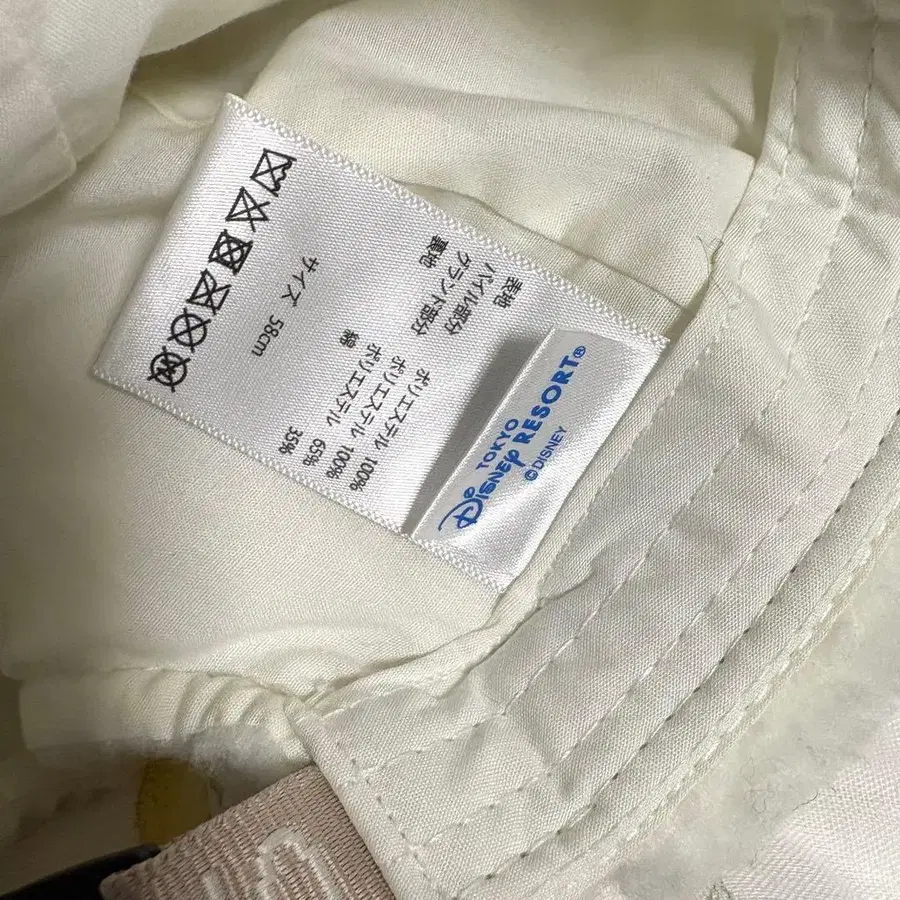 TOKYO
DISNEY RESORT®
©DISNEY
表地
パイル部分 ポリエステル 100%
グランド部分 ポリエステル 100%
裏地 ポリエステル 65%
綿 35%
サイズ 58cm